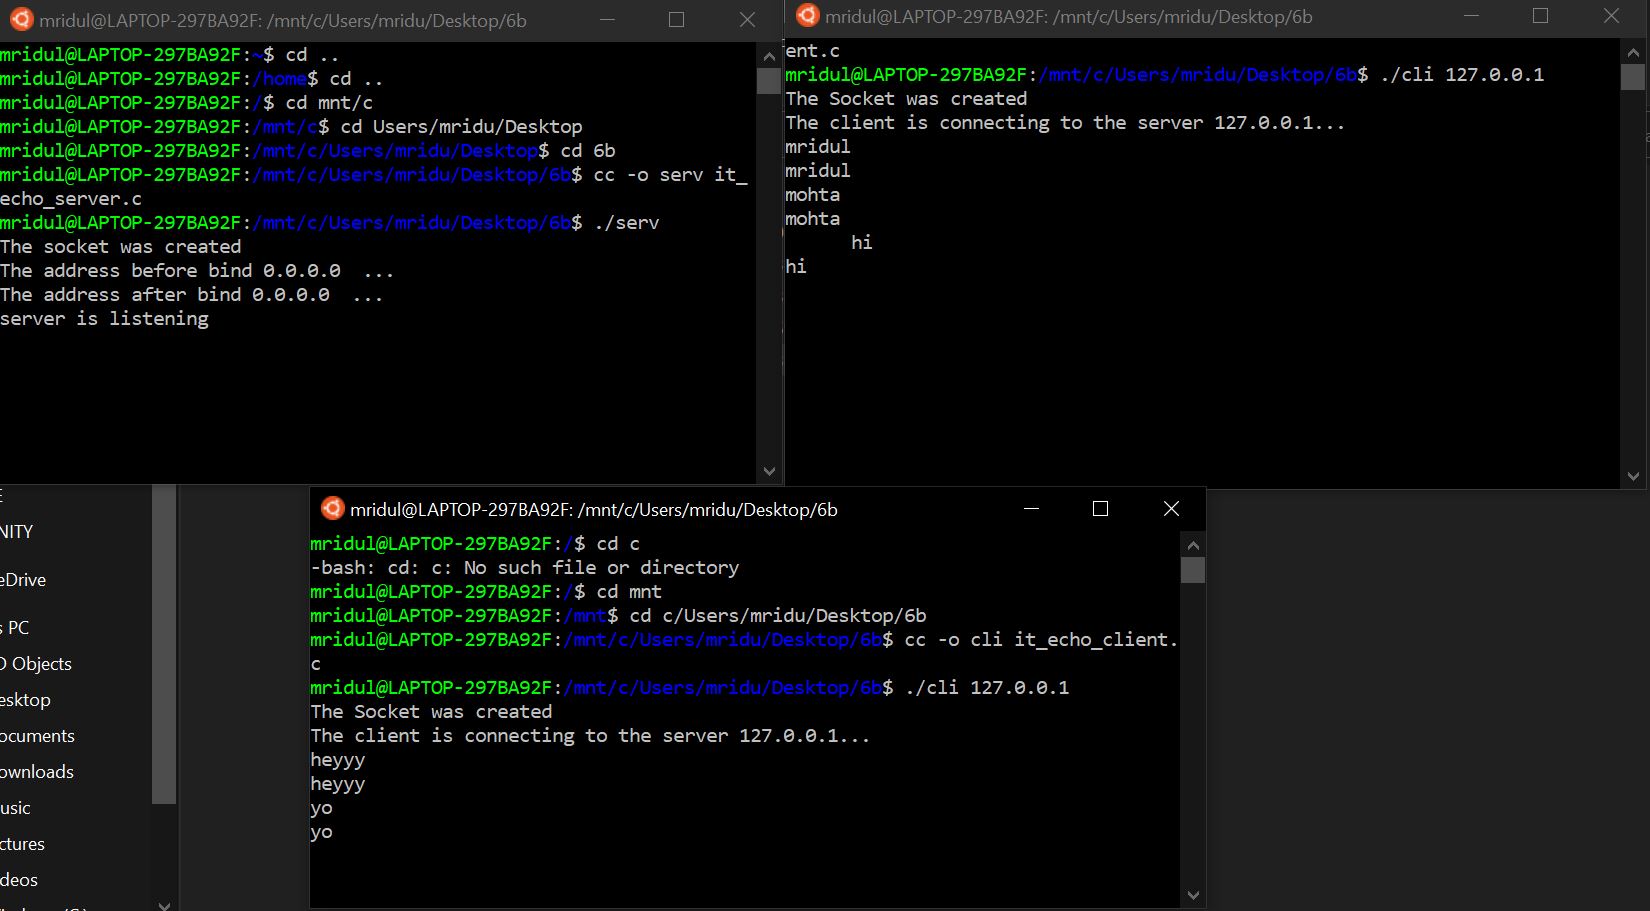 mridul@LAPTOP-297BA92F: /mnt/c/Users/mridu/Desktop/6b
mridul@LAPTOP-297BA92F:~$ cd ..
mridul@LAPTOP-297BA92F:/home$ cd ..
mridul@LAPTOP-297BA92F:/$ cd mnt/c
mridul@LAPTOP-297BA92F:/mnt/c$ cd Users/mridu/Desktop
mridul@LAPTOP-297BA92F:/mnt/c/Users/mridu/Desktop$ cd 6b
mridul@LAPTOP-297BA92F:/mnt/c/Users/mridu/Desktop/6b$ cc -o serv it_
echo_server.c
mridul@LAPTOP-297BA92F:/mnt/c/Users/mridu/Desktop/6b$ ./serv
The socket was created
The address before bind 0.0.0.0  ...
The address after bind 0.0.0.0  ...
server is listening
mridul@LAPTOP-297BA92F: /mnt/c/Users/mridu/Desktop/6b
ent.c
mridul@LAPTOP-297BA92F:/mnt/c/Users/mridu/Desktop/6b$ ./cli 127.0.0.1
The Socket was created
The client is connecting to the server 127.0.0.1...
mridul
mridul
mohta
mohta
      hi
hi
mridul@LAPTOP-297BA92F: /mnt/c/Users/mridu/Desktop/6b
mridul@LAPTOP-297BA92F:/$ cd c
-bash: cd: c: No such file or directory
mridul@LAPTOP-297BA92F:/$ cd mnt
mridul@LAPTOP-297BA92F:/mnt$ cd c/Users/mridu/Desktop/6b
mridul@LAPTOP-297BA92F:/mnt/c/Users/mridu/Desktop/6b$ cc -o cli it_echo_client.
c
mridul@LAPTOP-297BA92F:/mnt/c/Users/mridu/Desktop/6b$ ./cli 127.0.0.1
The Socket was created
The client is connecting to the server 127.0.0.1...
heyyy
heyyy
yo
yo
NITY
eDrive
s PC
D Objects
esktop
ocuments
ownloads
usic
ctures
deos